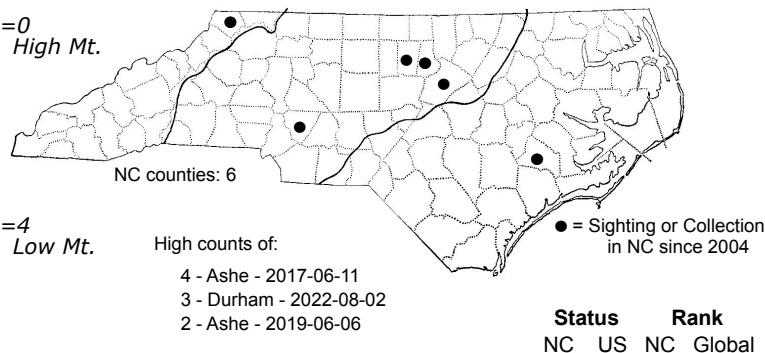 =0
High Mt.
NC counties: 6
=4
Low Mt.
High counts of:
4 - Ashe - 2017-06-11
3 - Durham - 2022-08-02
2 - Ashe - 2019-06-06
● = Sighting or Collection
in NC since 2004
Status Rank
NC US NC Global